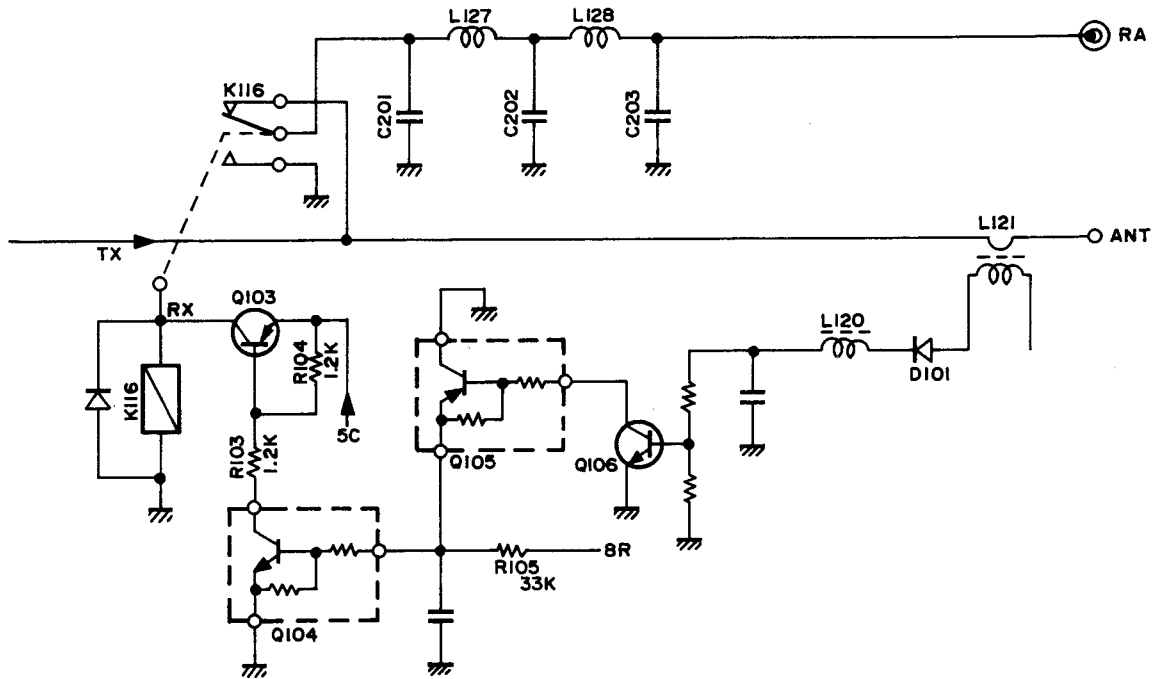 L127
L128
RA
K116
C201
C202
C203
TX
L121
ANT
RX
Q103
R104
1.2K
5C
K116
R103
1.2K
L120
D101
Q105
Q106
8R
R105
33K
Q104